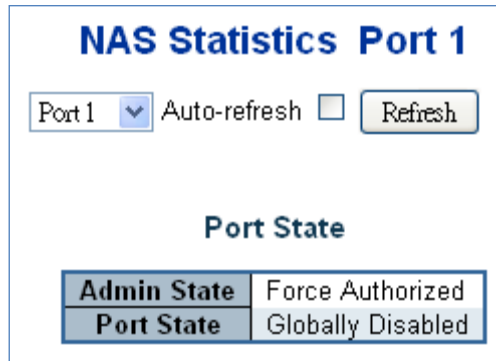 NAS Statistics Port 1
Port 1 Auto-refresh Refresh
Port State
Admin State Force Authorized
Port State Globally Disabled